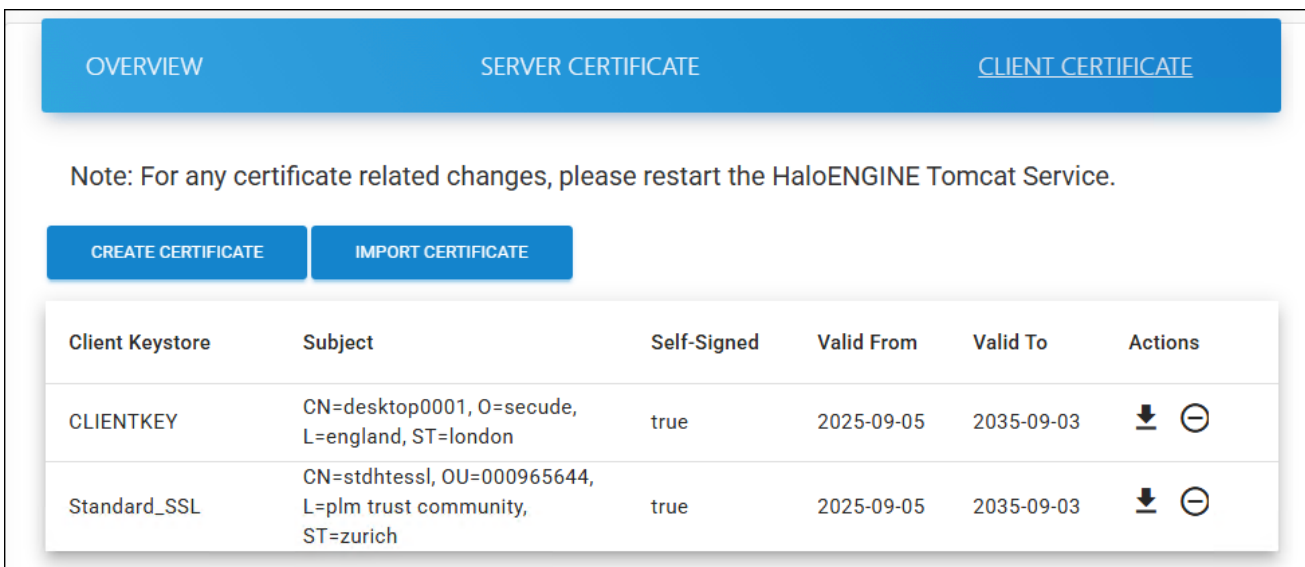 OVERVIEW SERVER CERTIFICATE CLIENT CERTIFICATE
Note: For any certificate related changes, please restart the HaloENGINE Tomcat Service.
CREATE CERTIFICATE IMPORT CERTIFICATE
Client Keystore Subject Self-Signed Valid From Valid To Actions
CLIENTKEY CN=desktop0001, O=secude, L=england, ST=london true 2025-09-05 2035-09-03
Standard_SSL CN=stdhtessl, OU=000965644, L=plm trust community, ST=zurich true 2025-09-05 2035-09-03